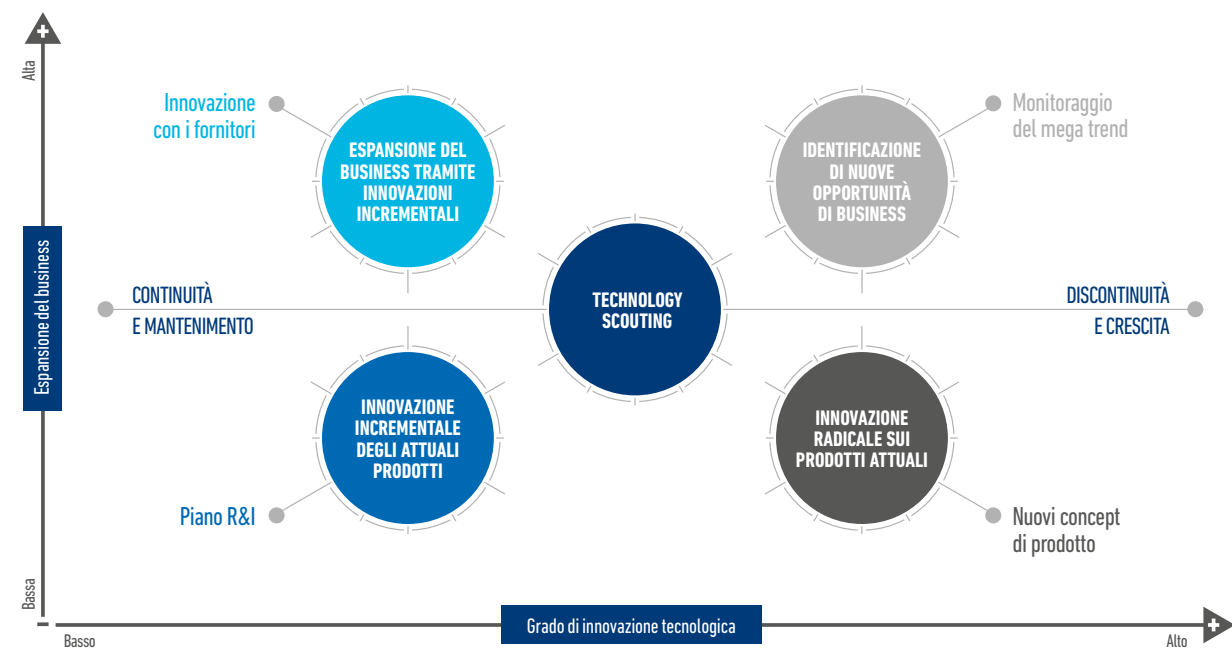 Alta
Espansione del business
Bassa
Innovazione
con i fornitori
ESPANSIONE DEL
BUSINESS TRAMITE
INNOVAZIONI
INCREMENTALI
IDENTIFICAZIONE
DI NUOVE
OPPORTUNITÀ
DI BUSINESS
Monitoraggio
del mega trend
CONTINUITÀ
E MANTENIMENTO
TECHNOLOGY
SCOUTING
DISCONTINUITÀ
E CRESCITA
INNOVAZIONE
INCREMENTALE
DEGLI ATTUALI
PRODOTTI
Piano R&I
INNOVAZIONE
RADICALE SUI
PRODOTTI ATTUALI
Nuovi concept
di prodotto
Basso
Grado di innovazione tecnologica
Alto